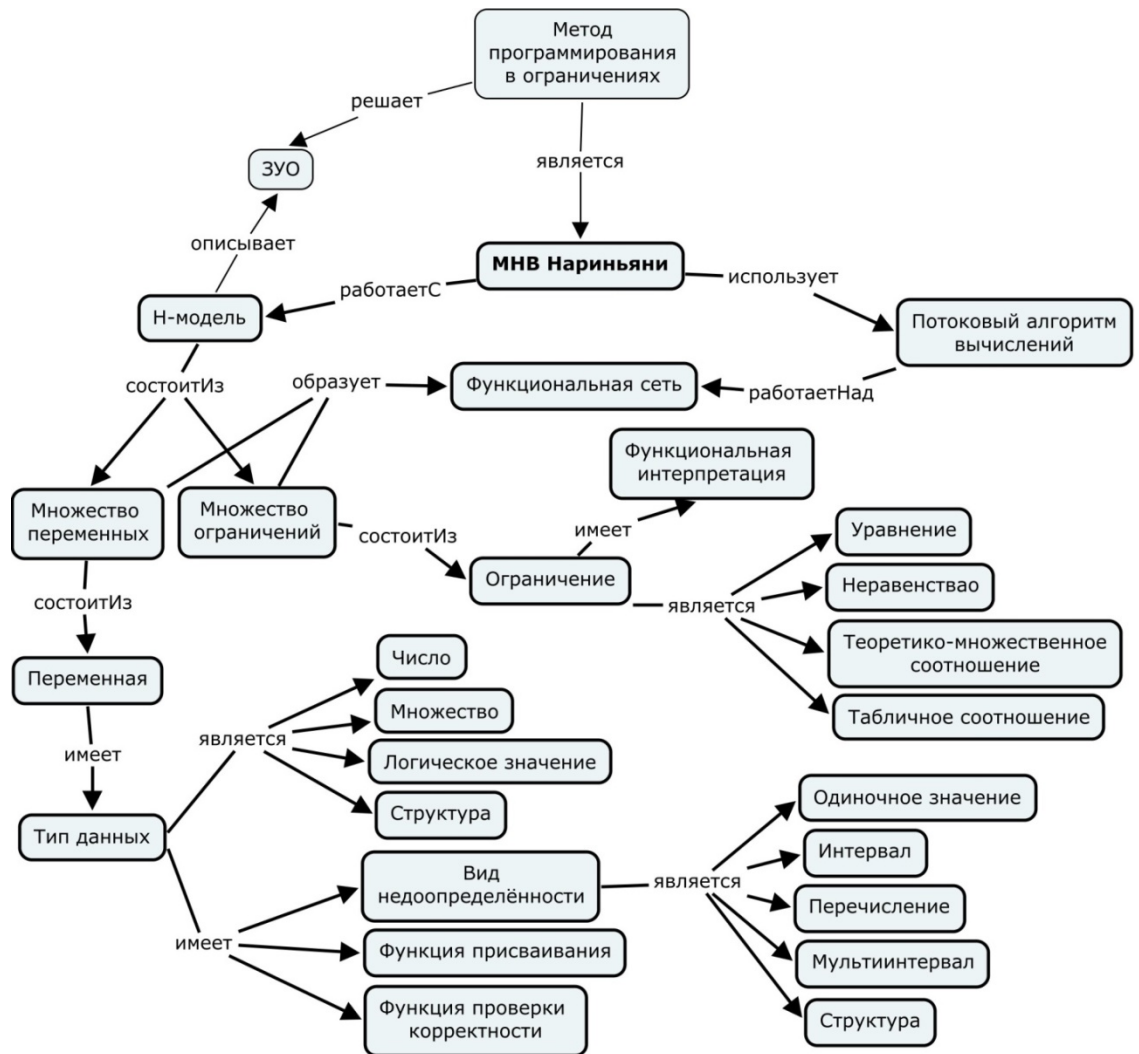 Метод
программирования
в ограничениях
решает
ЗУО
является
описывает
МНВ Нариньяни
работаетС
использует
Н-модель
Потоковый алгоритм
вычислений
состоитИз
образует
Функциональная сеть
работаетНад
Функциональная
интерпретация
Множество
переменных
Множество
ограничений
состоитИз
имеет
Ограничение
является
Уравнение
Неравенствао
Теоретико-множественное
соотношение
Табличное соотношение
состоитИз
Переменная
имеет
Тип данных
является
Число
Множество
Логическое значение
Структура
имеет
Вид
недоопределённости
Функция присваивания
Функция проверки
корректности
является
Одиночное значение
Интервал
Перечисление
Мультиинтервал
Структура